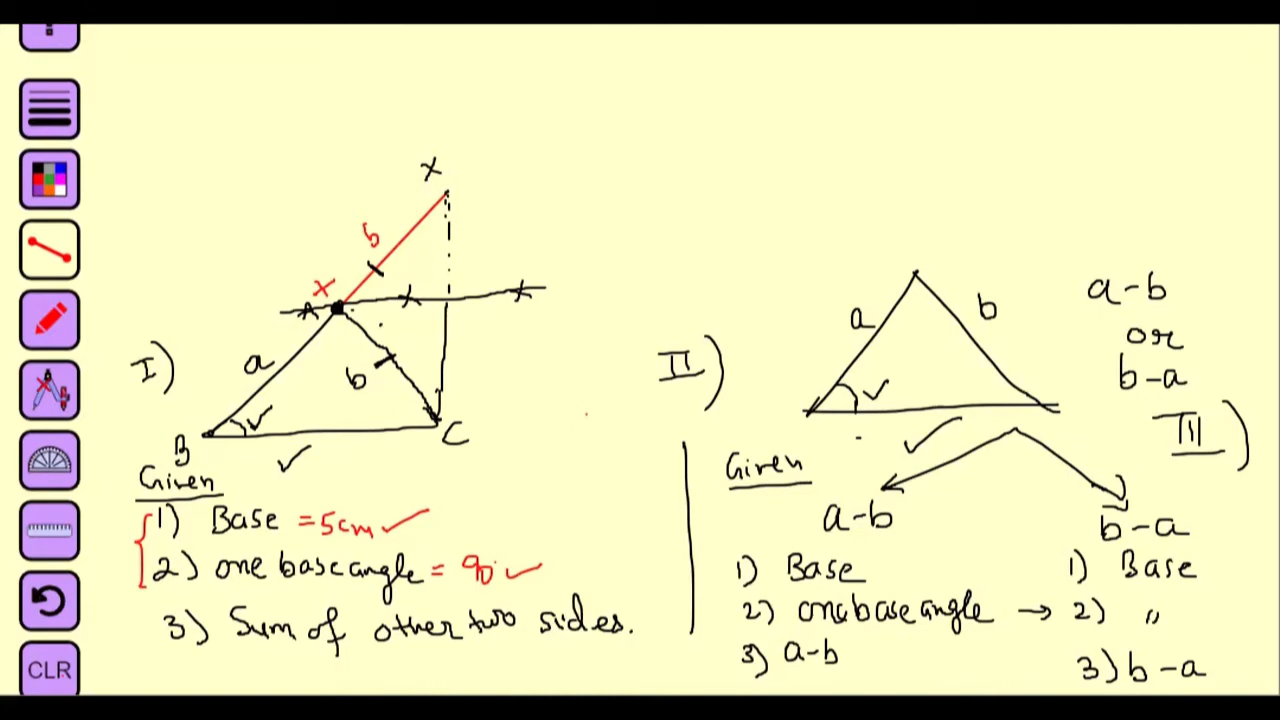 X
b
X
A
a
b
I)
B
C
Given
1) Base = 5cm ✓
2) one base angle = 90° ✓
3) Sum of other two sides.
II)
a
b
a-b
or
b-a
III)
Given
a-b
1) Base
2) one base angle →
3) a-b
b-a
1) Base
2) "
3) b-a
CLR